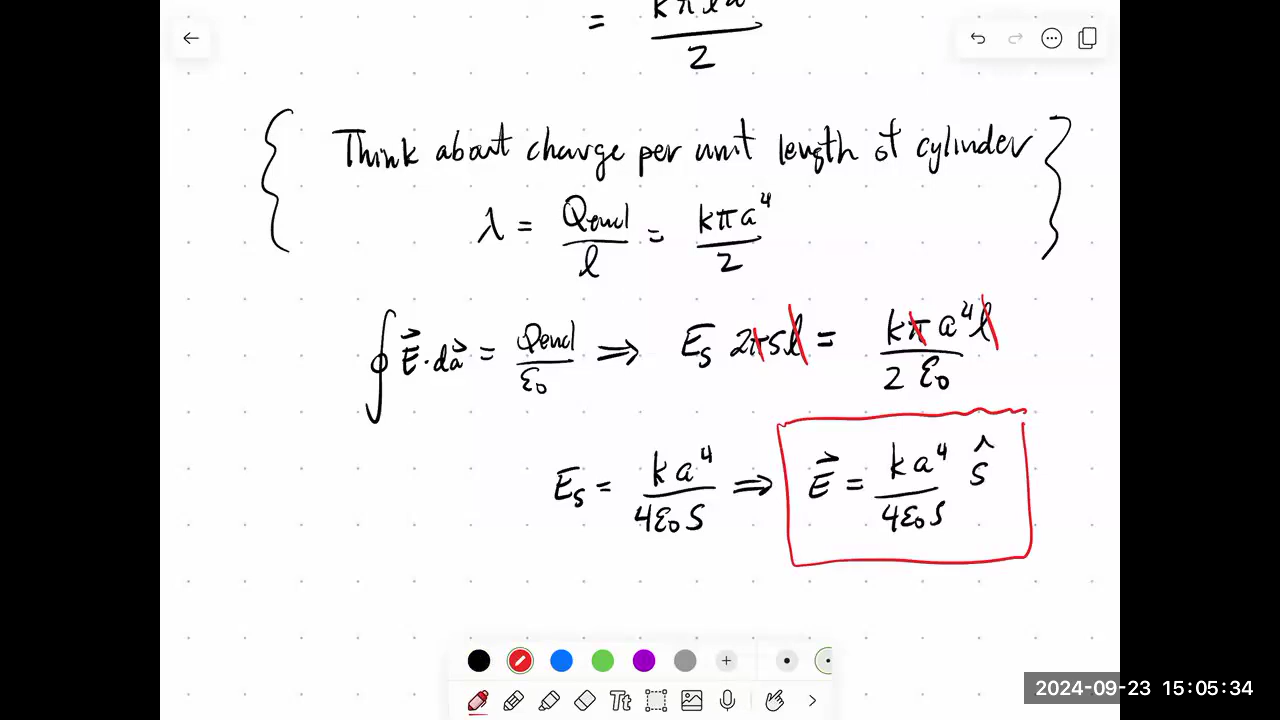 = kπla⁴/2
{ Think about charge per unit length of cylinder }
λ = Qencl/l = kπa⁴/2
∮ E⃗·da⃗ = Qencl/ε₀ ⟹ Eₛ 2πsl = kπa⁴l/2ε₀
Eₛ = ka⁴/4ε₀s ⟹ E⃗ = ka⁴/4ε₀s ŝ
Tt
2024-09-23 15:05:34